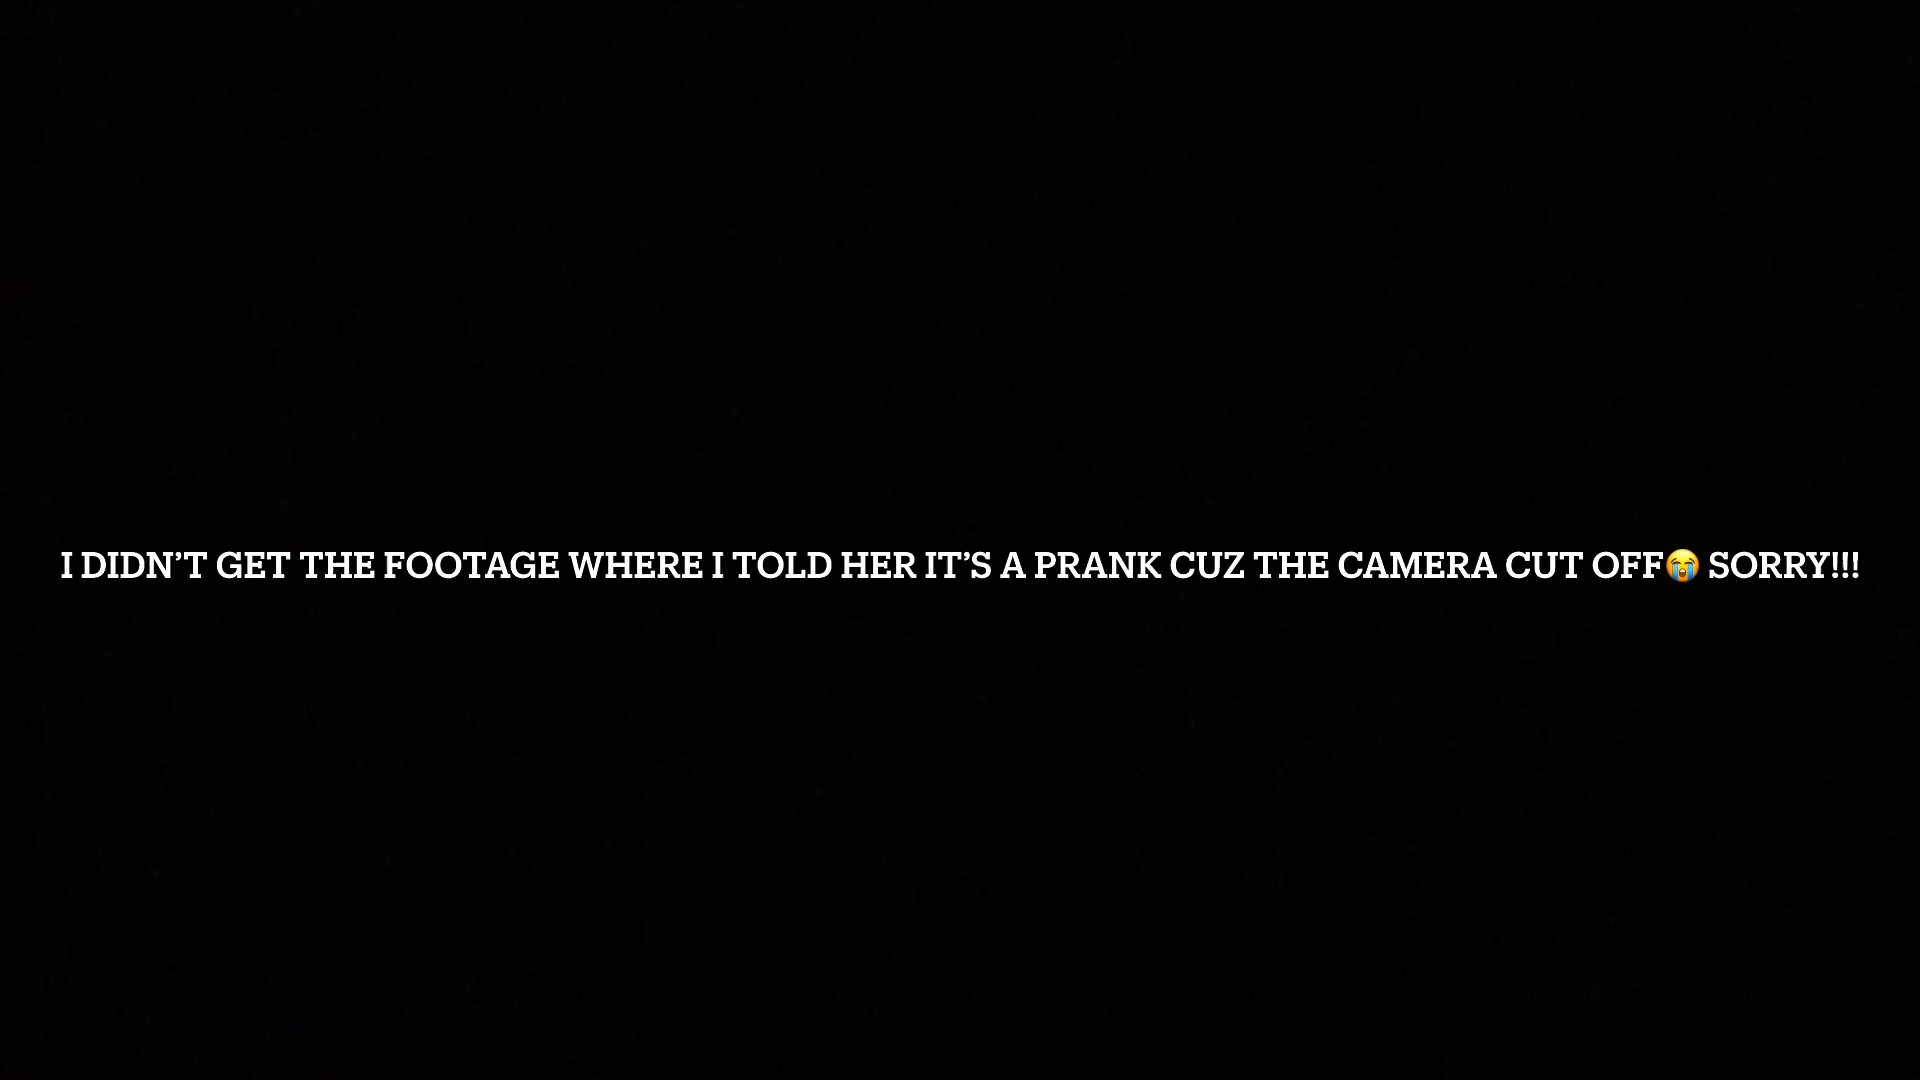 I DIDN’T GET THE FOOTAGE WHERE I TOLD HER IT’S A PRANK CUZ THE CAMERA CUT OFF😭 SORRY!!!